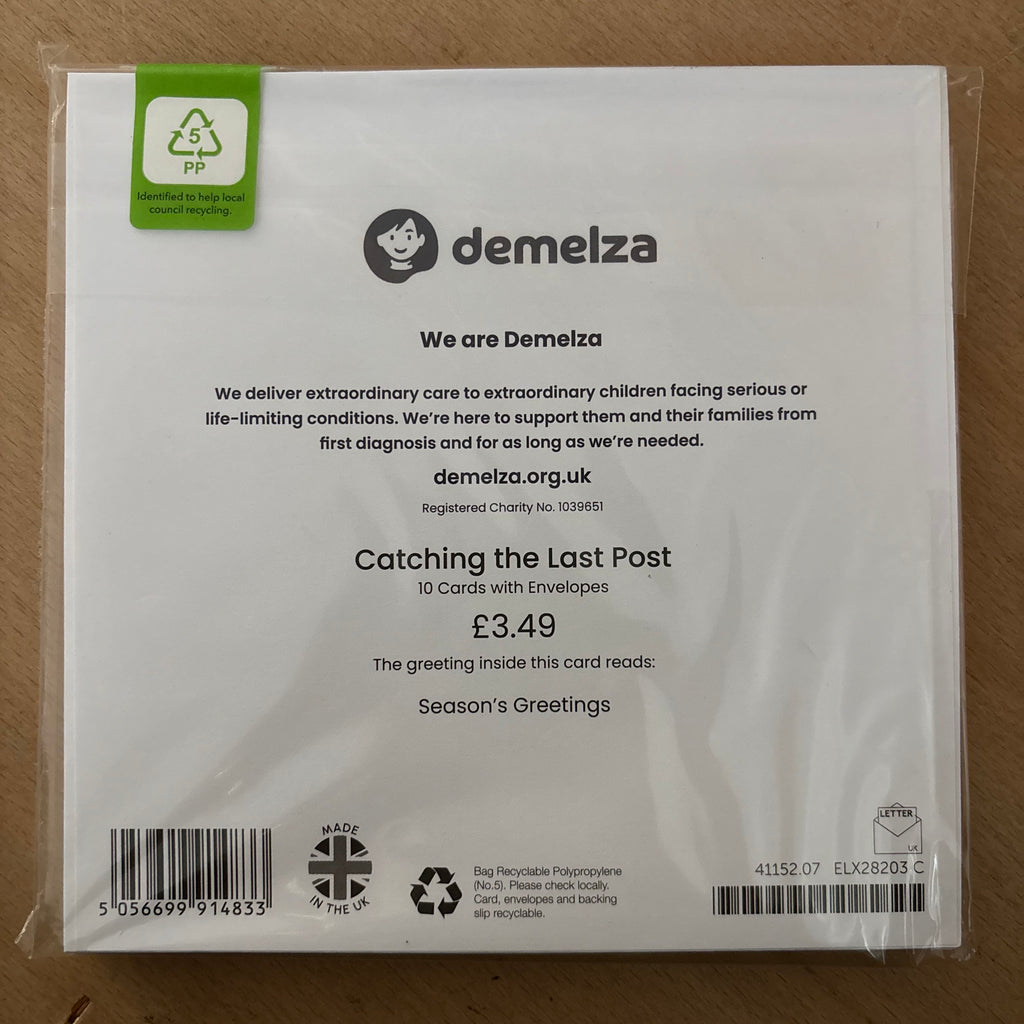 5
PP
Identified to help local
council recycling.
demelza
We are Demelza
We deliver extraordinary care to extraordinary children facing serious or
life-limiting conditions. We're here to support them and their families from
first diagnosis and for as long as we're needed.
demelza.org.uk
Registered Charity No. 1039651
Catching the Last Post
10 Cards with Envelopes
£3.49
The greeting inside this card reads:
Season's Greetings
5 056699 914833
MADE
IN THE UK
Bag Recyclable Polypropylene
(No.5). Please check locally.
Card, envelopes and backing
slip recyclable.
LETTER
UK
41152.07 ELX28203 C